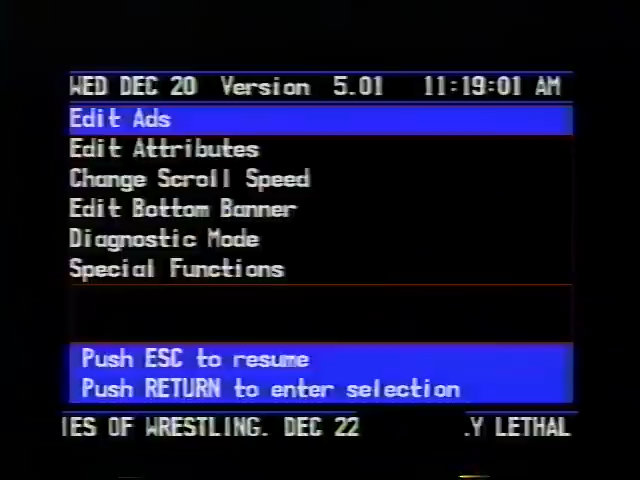 WED DEC 20 Version 5.01 11:19:01 AM
Edit Ads
Edit Attributes
Change Scroll Speed
Edit Bottom Banner
Diagnostic Mode
Special Functions
Push ESC to resume
Push RETURN to enter selection
IES OF WRESTLING. DEC 22 .Y LETHAL